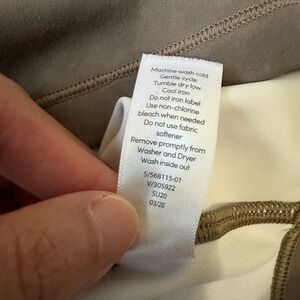 Machine wash cold
Gentle cycle
Tumble dry low
Cool iron
Do not iron label
Use non-chlorine
bleach when needed
Do not use fabric
softener
Remove promptly from
Washer and Dryer
Wash inside out
S/568115-01
V/305922
SU20
03/20